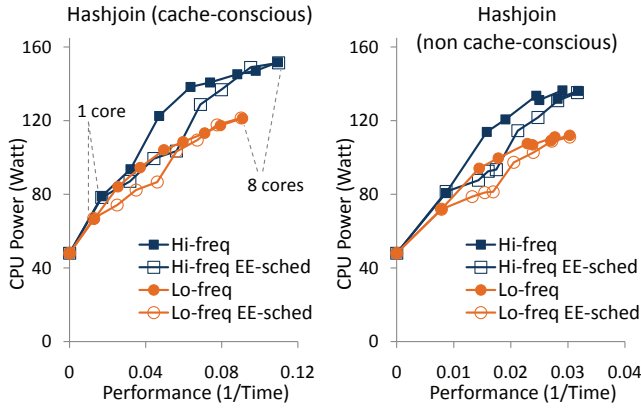 Hashjoin (cache-conscious)
160
120
80
40
0
CPU Power (Watt)
1 core
8 cores
Hi-freq
Hi-freq EE-sched
Lo-freq
Lo-freq EE-sched
0 0.04 0.08 0.12
Performance (1/Time)
Hashjoin
(non cache-conscious)
160
120
80
40
0
CPU Power (Watt)
Hi-freq
Hi-freq EE-sched
Lo-freq
Lo-freq EE-sched
0 0.01 0.02 0.03 0.04
Performance (1/Time)